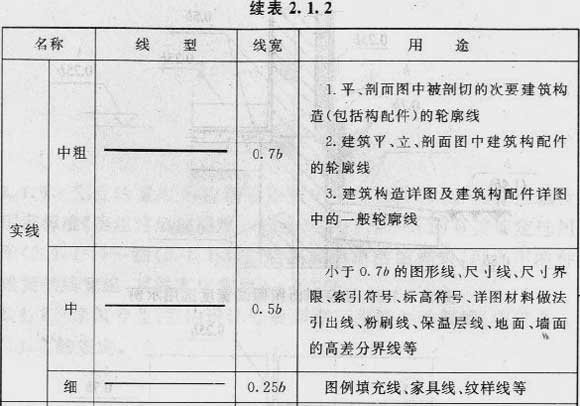 续表 2.1.2
名称 线 型 线宽 用 途
实线
中粗 0.7b
1. 平、剖面图中被剖切的次要建筑构
造(包括构配件)的轮廓线
2. 建筑平、立、剖面图中建筑构配件
的轮廓线
3. 建筑构造详图及建筑构配件详图
中的一般轮廓线
中 0.5b
小于 0.7b 的图形线、尺寸线、尺寸界
限、索引符号、标高符号、详图材料做法
引出线、粉刷线、保温层线、地面、墙面
的高差分界线等
细 0.25b 图例填充线、家具线、纹样线等